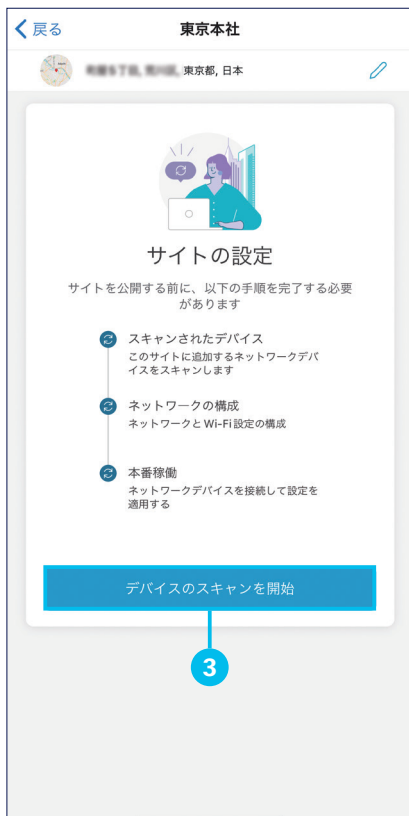 戻る
東京本社
東京都, 日本
サイトの設定
サイトを公開する前に、以下の手順を完了する必要
があります
スキャンされたデバイス
このサイトに追加するネットワークデバ
イスをスキャンします
ネットワークの構成
ネットワークとWi-Fi設定の構成
本番稼働
ネットワークデバイスを接続して設定を
適用する
デバイスのスキャンを開始
3